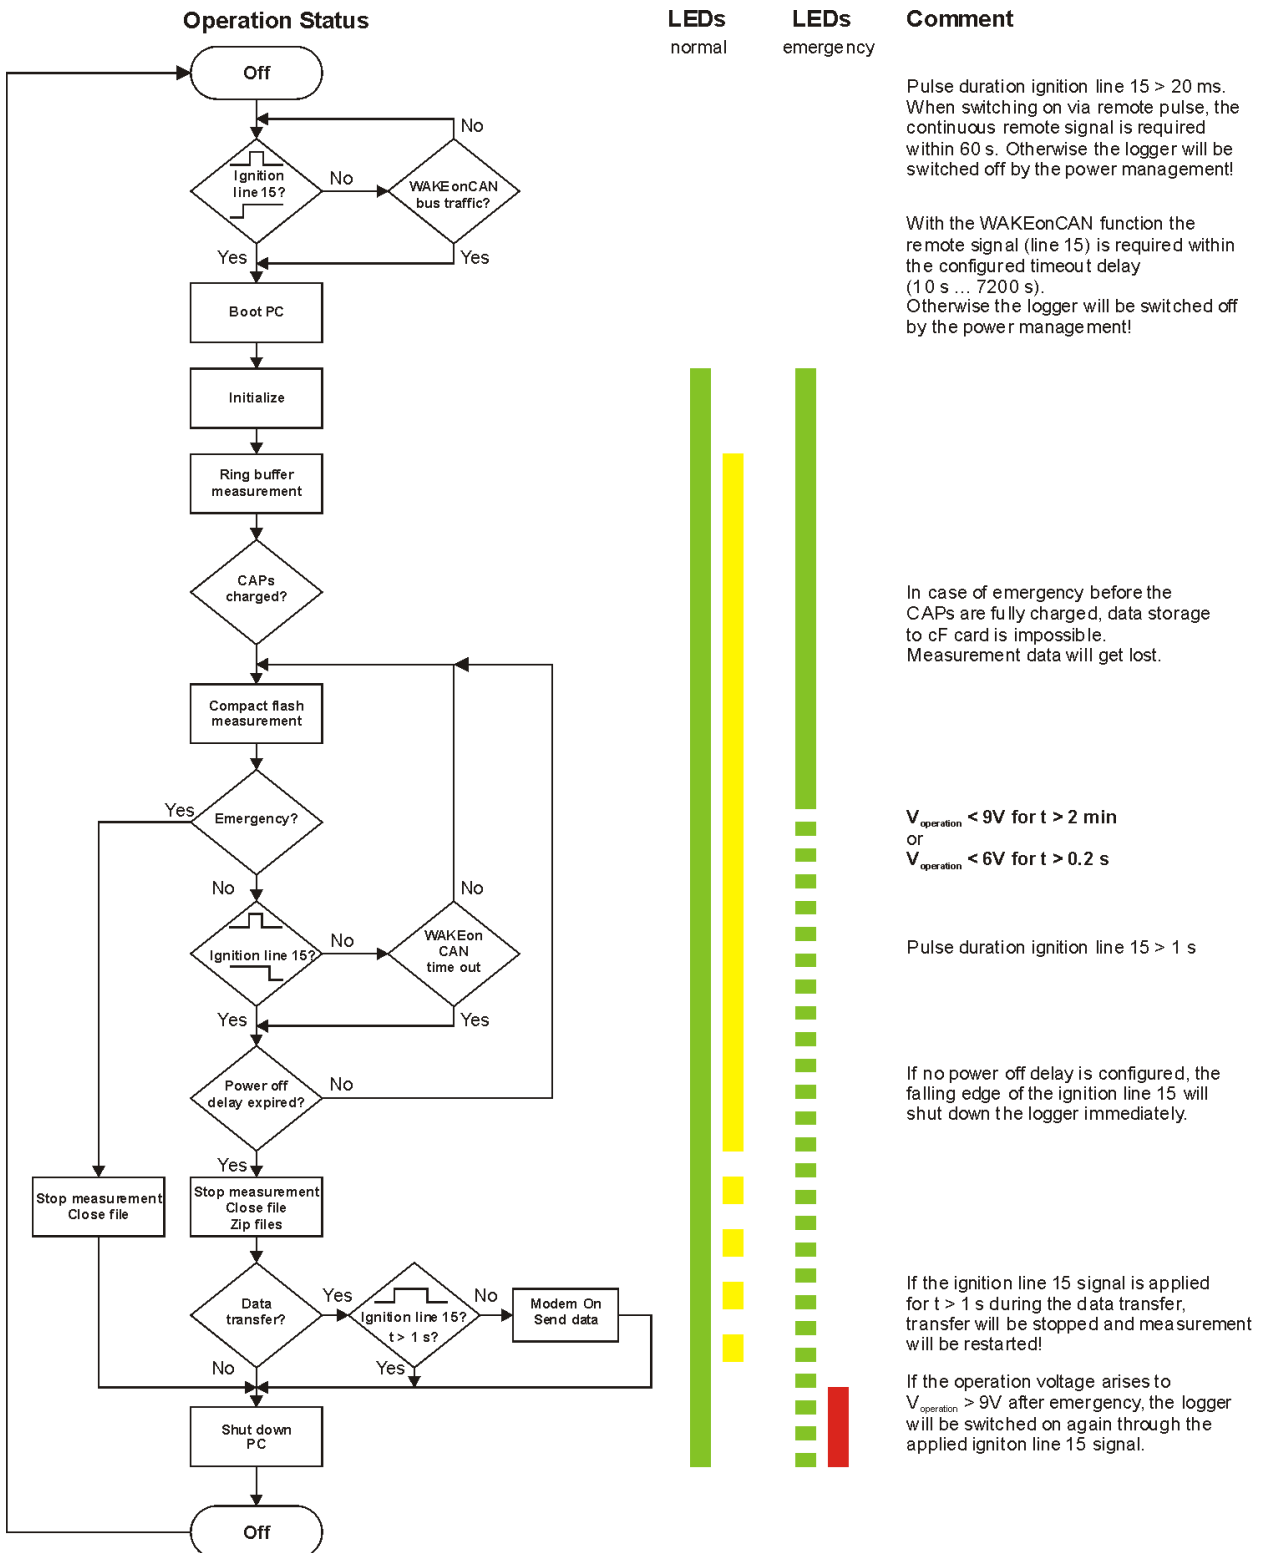 Operation Status
LEDs
normal
LEDs
emergency
Comment
Off
No
Ignition
line 15?
No
WAKEonCAN
bus traffic?
Yes
Yes
Boot PC
Initialize
Ring buffer
measurement
CAPs
charged?
Compact flash
measurement
Yes
Emergency?
No
No
Ignition line 15?
No
WAKEon
CAN
time out
Yes
Yes
Power off
delay expired?
No
Yes
Stop measurement
Close file
Stop measurement
Close file
Zip files
Data
transfer?
Yes
Ignition line 15?
t > 1 s?
No
Modem On
Send data
No
Yes
Shut down
PC
Off
Pulse duration ignition line 15 > 20 ms.
When switching on via remote pulse, the
continuous remote signal is required
within 60 s. Otherwise the logger will be
switched off by the power management!
With the WAKEonCAN function the
remote signal (line 15) is required within
the configured timeout delay
(10 s ... 7200 s).
Otherwise the logger will be switched off
by the power management!
In case of emergency before the
CAPs are fully charged, data storage
to cF card is impossible.
Measurement data will get lost.
Voperation < 9V for t > 2 min
or
Voperation < 6V for t > 0.2 s
Pulse duration ignition line 15 > 1 s
If no power off delay is configured, the
falling edge of the ignition line 15 will
shut down the logger immediately.
If the ignition line 15 signal is applied
for t > 1 s during the data transfer,
transfer will be stopped and measurement
will be restarted!
If the operation voltage arises to
Voperation > 9V after emergency, the logger
will be switched on again through the
applied igniton line 15 signal.